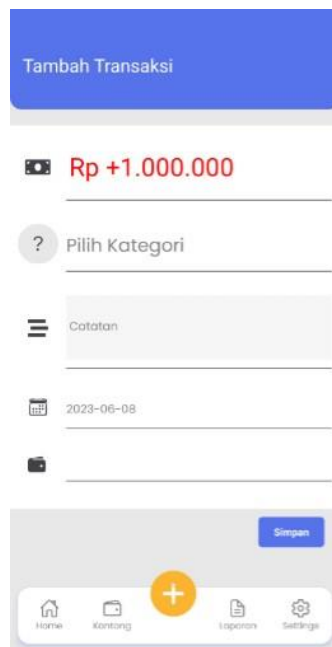 Tambah Transaksi
Rp +1.000.000
?
Pilih Kategori
Catatan
2023-06-08
Simpan
+
Home Kantong Laporan Settings